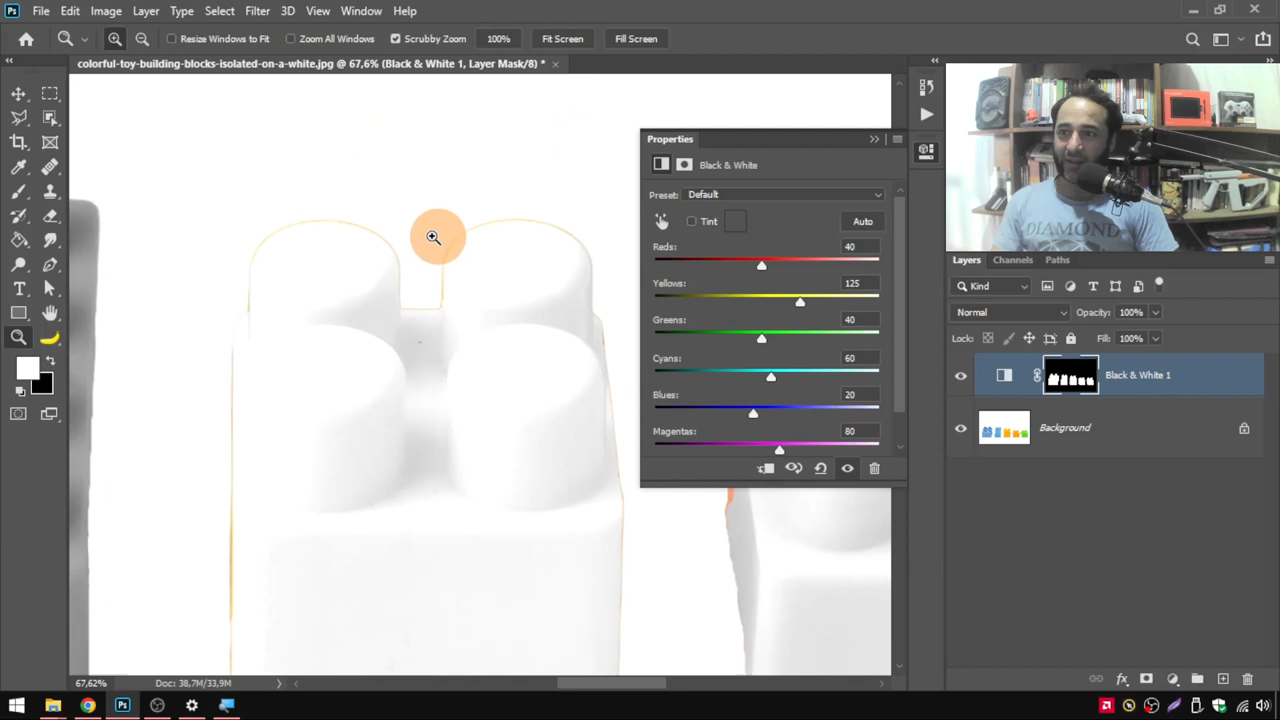 Ps File Edit Image Layer Type Select Filter 3D View Window Help
Resize Windows to Fit Zoom All Windows Scrubby Zoom 100% Fit Screen Fill Screen
colorful-toy-building-blocks-isolated-on-a-white.jpg @ 67,6% (Black & White 1, Layer Mask/8) *
Properties
Black & White
Preset: Default
Tint Auto
Reds: 40
Yellows: 125
Greens: 40
Cyans: 60
Blues: 20
Magentas: 80
DIAMOND
Layers Channels Paths
Kind
Normal Opacity: 100%
Lock: Fill: 100%
Black & White 1
Background
67,62% Doc: 38,7M/33,9M
Ps